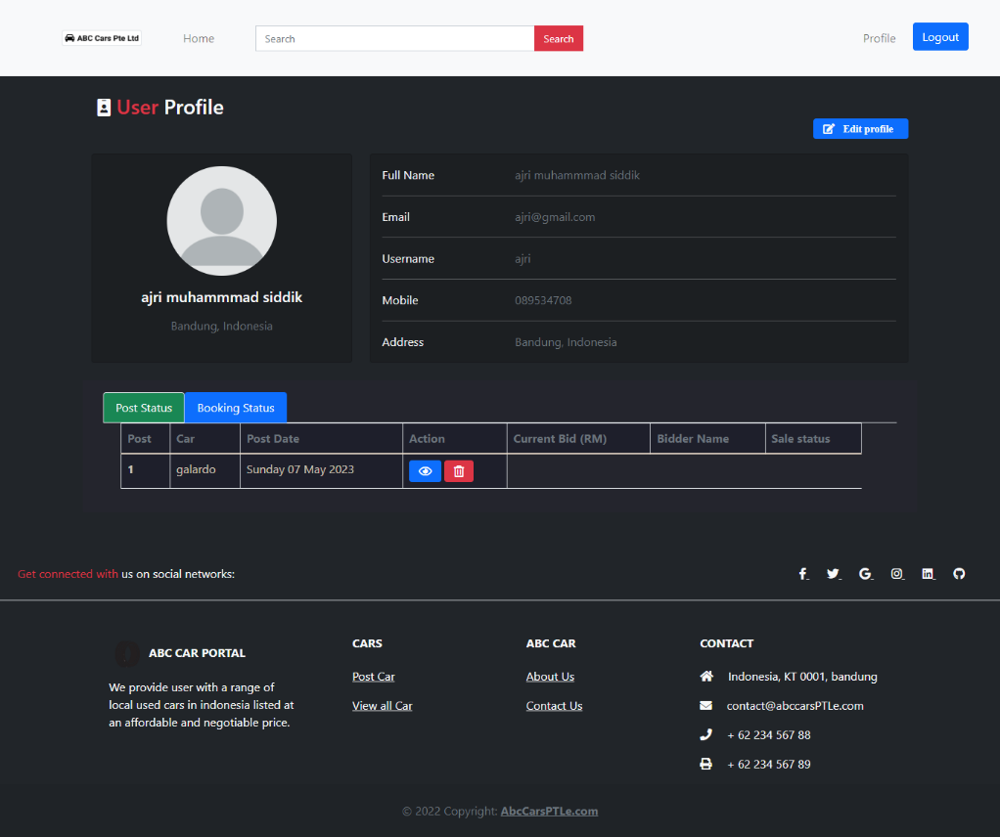 ABC Cars Pte Ltd
Home
Search
Search
Profile
Logout
User Profile
Edit profile
ajri muhammmad siddik
Bandung, Indonesia
Full Name ajri muhammmad siddik
Email ajri@gmail.com
Username ajri
Mobile 089534708
Address Bandung, Indonesia
Post Status Booking Status
Post Car Post Date Action Current Bid (RM) Bidder Name Sale status
1 galardo Sunday 07 May 2023
Get connected with us on social networks:
ABC CAR PORTAL
We provide user with a range of
local used cars in indonesia listed at
an affordable and negotiable price.
CARS
Post Car
View all Car
ABC CAR
About Us
Contact Us
CONTACT
Indonesia, KT 0001, bandung
contact@abccarsPTLe.com
+ 62 234 567 88
+ 62 234 567 89
© 2022 Copyright: AbcCarsPTLe.com